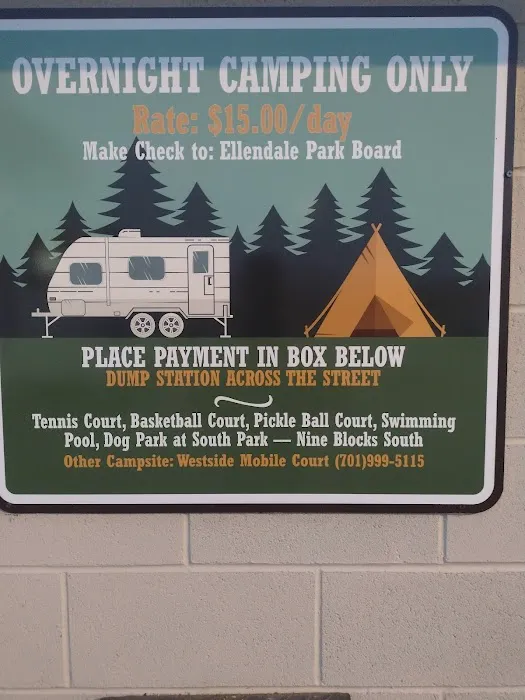 OVERNIGHT CAMPING ONLY
Rate: $15.00/day
Make Check to: Ellendale Park Board
PLACE PAYMENT IN BOX BELOW
DUMP STATION ACROSS THE STREET
Tennis Court, Basketball Court, Pickle Ball Court, Swimming
Pool, Dog Park at South Park — Nine Blocks South
Other Campsite: Westside Mobile Court (701)999-5115